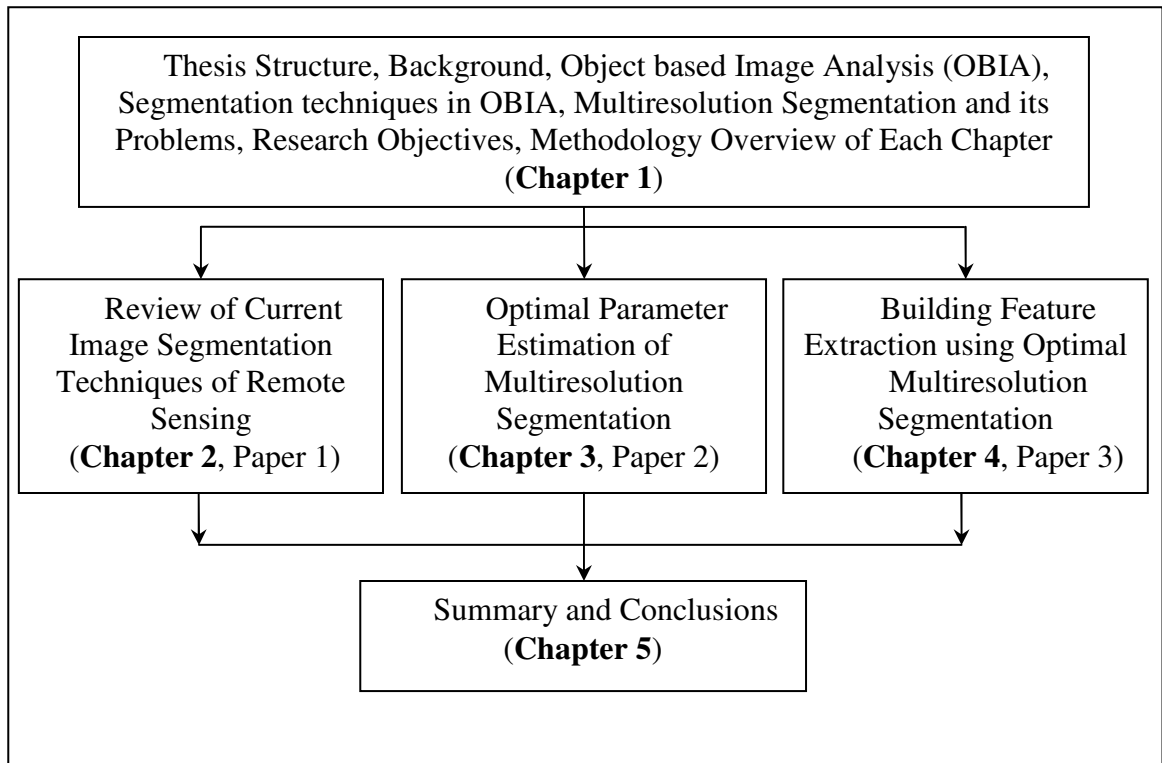 Thesis Structure, Background, Object based Image Analysis (OBIA),
Segmentation techniques in OBIA, Multiresolution Segmentation and its
Problems, Research Objectives, Methodology Overview of Each Chapter
(Chapter 1)
Review of Current
Image Segmentation
Techniques of Remote
Sensing
(Chapter 2, Paper 1)
Optimal Parameter
Estimation of
Multiresolution
Segmentation
(Chapter 3, Paper 2)
Building Feature
Extraction using Optimal
Multiresolution
Segmentation
(Chapter 4, Paper 3)
Summary and Conclusions
(Chapter 5)